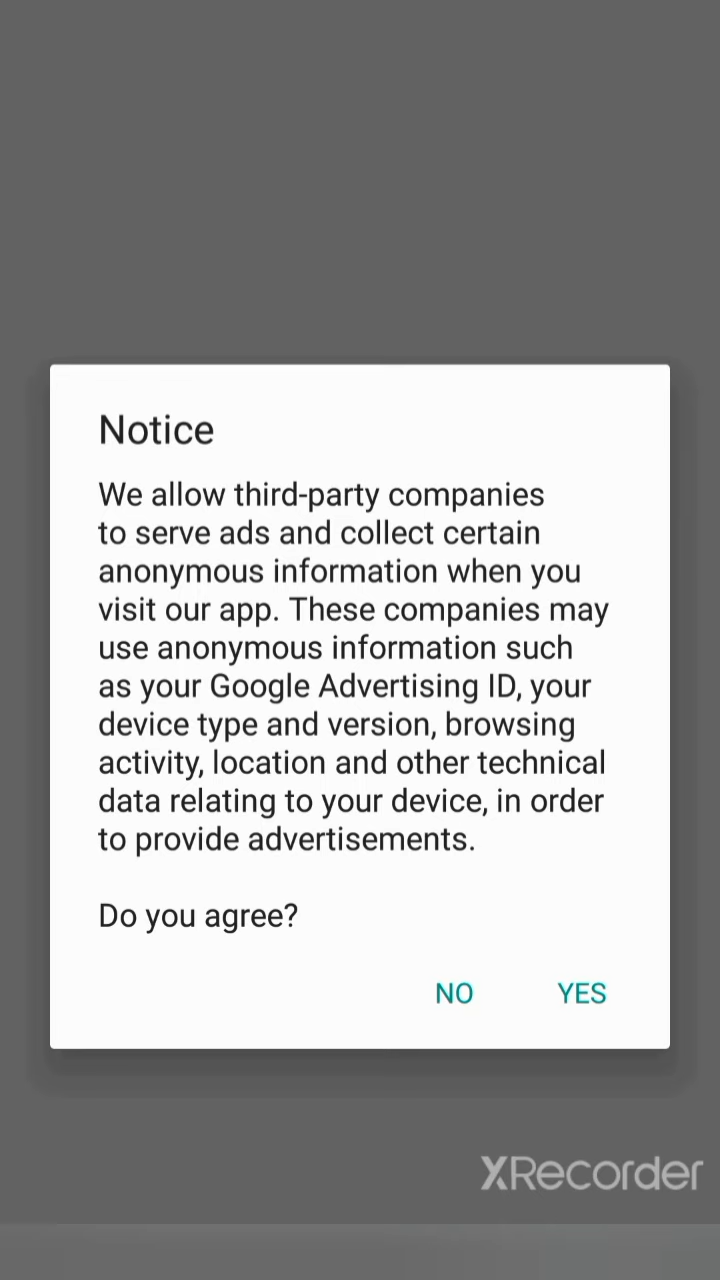 Notice
We allow third-party companies
to serve ads and collect certain
anonymous information when you
visit our app. These companies may
use anonymous information such
as your Google Advertising ID, your
device type and version, browsing
activity, location and other technical
data relating to your device, in order
to provide advertisements.
Do you agree?
NO YES
XRecorder